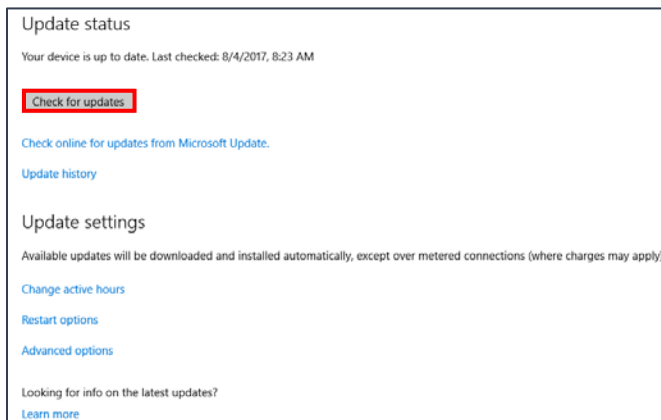 Update status
Your device is up to date. Last checked: 8/4/2017, 8:23 AM
Check for updates
Check online for updates from Microsoft Update.
Update history
Update settings
Available updates will be downloaded and installed automatically, except over metered connections (where charges may apply)
Change active hours
Restart options
Advanced options
Looking for info on the latest updates?
Learn more